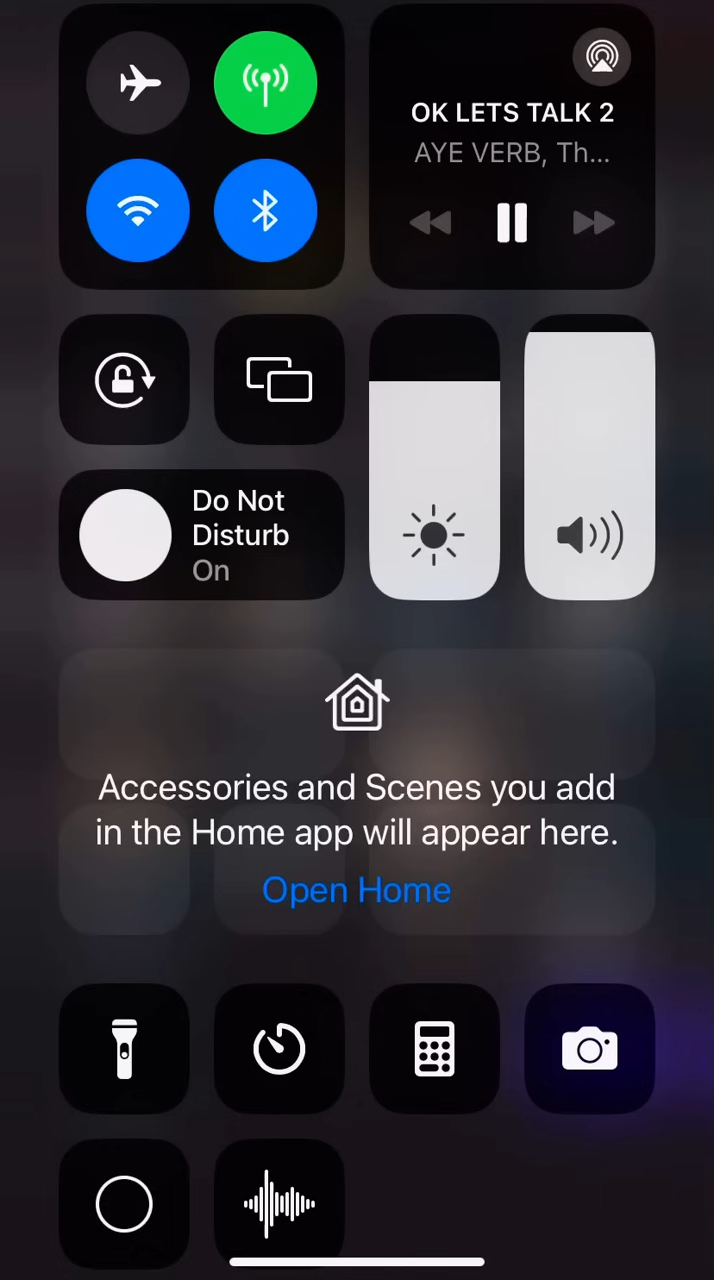 OK LETS TALK 2
AYE VERB, Th...
Do Not
Disturb
On
Accessories and Scenes you add
in the Home app will appear here.
Open Home